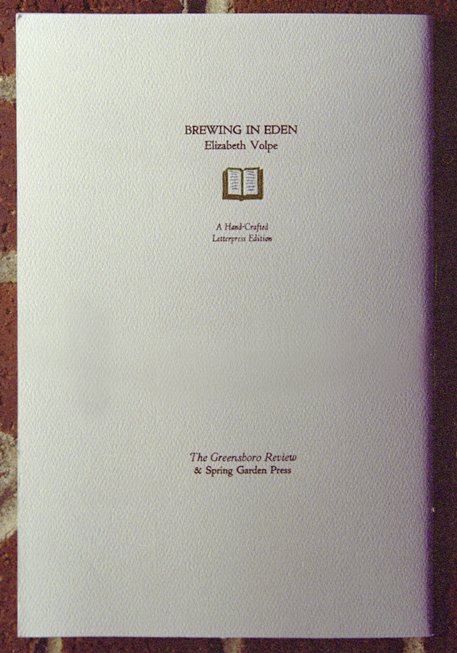 BREWING IN EDEN
Elizabeth Volpe
A Hand-Crafted
Letterpress Edition
The Greensboro Review
& Spring Garden Press